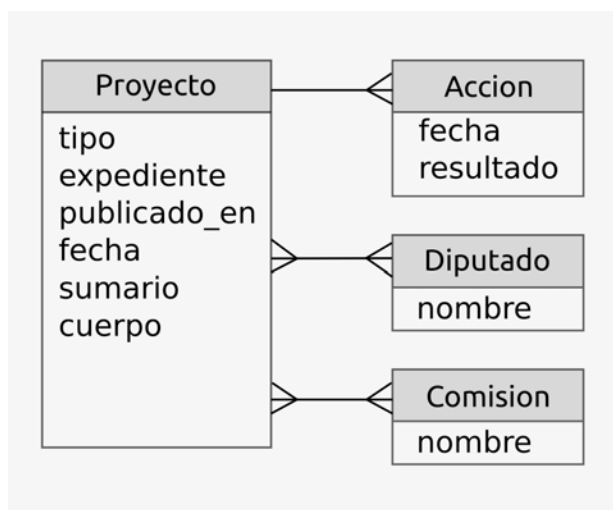 Proyecto
tipo
expediente
publicado_en
fecha
sumario
cuerpo
Accion
fecha
resultado
Diputado
nombre
Comision
nombre